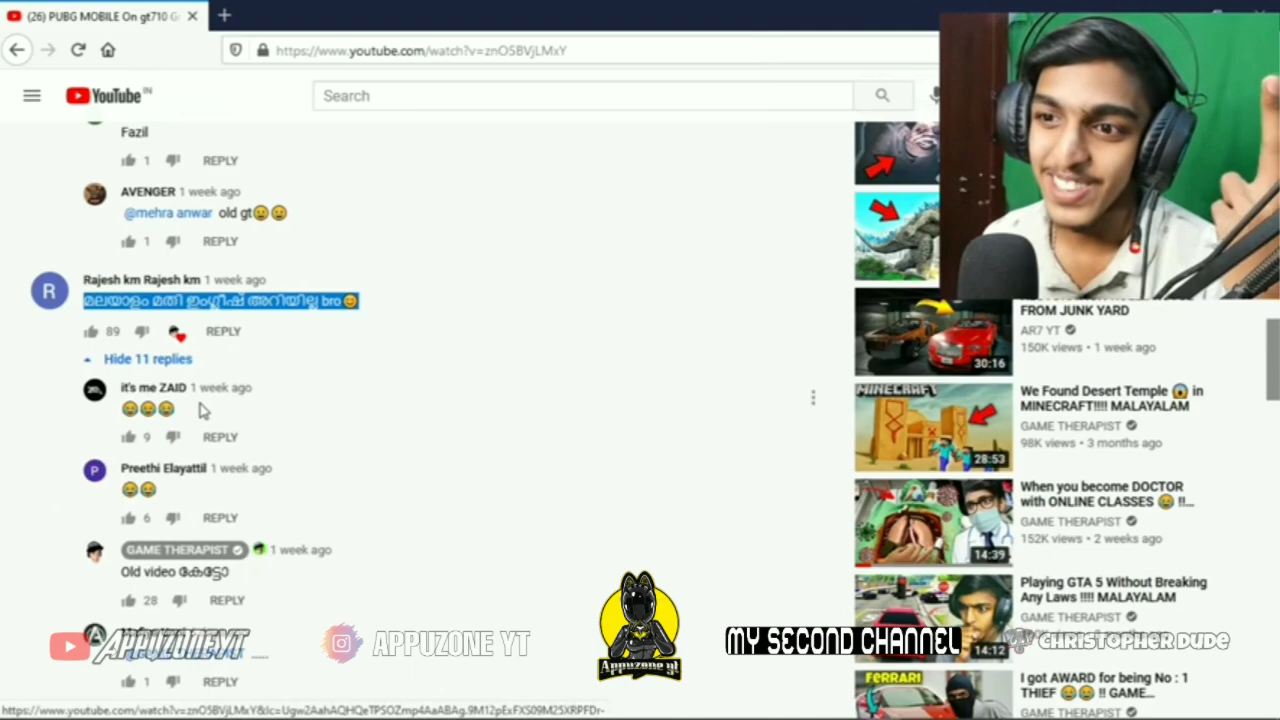 (26) PUBG MOBILE On gt710 Gr
https://www.youtube.com/watch?v=znO5BVjLMxY
YouTube IN
Search
Fazil
1 REPLY
AVENGER 1 week ago
@mehra anwar old gt😆😆
1 REPLY
R
Rajesh km Rajesh km 1 week ago
മലയാളം മതി ഇംഗ്ലീഷ് അറിയില്ല bro😊
89 REPLY
Hide 11 replies
it's me ZAID 1 week ago
😂😂😂
9 REPLY
P
Preethi Elayattil 1 week ago
😂😂
6 REPLY
GAME THERAPIST 1 week ago
Old video കേട്ടോ
28 REPLY
1 REPLY
FROM JUNK YARD
AR7 YT
150K views • 1 week ago
30:16
MINECRAFT
28:53
We Found Desert Temple 😱 in
MINECRAFT!!!! MALAYALAM
GAME THERAPIST
98K views • 3 months ago
14:39
When you become DOCTOR
with ONLINE CLASSES 😂 !!...
GAME THERAPIST
152K views • 2 weeks ago
14:12
Playing GTA 5 Without Breaking
Any Laws !!!! MALAYALAM
GAME THERAPIST
FERRARI
I got AWARD for being No : 1
THIEF 😂😂 !! GAME...
GAME THERAPIST
APPUZONEYT
APPUZONE YT
Appuzone yt
MY SECOND CHANNEL
CHRISTOPHER DUDE